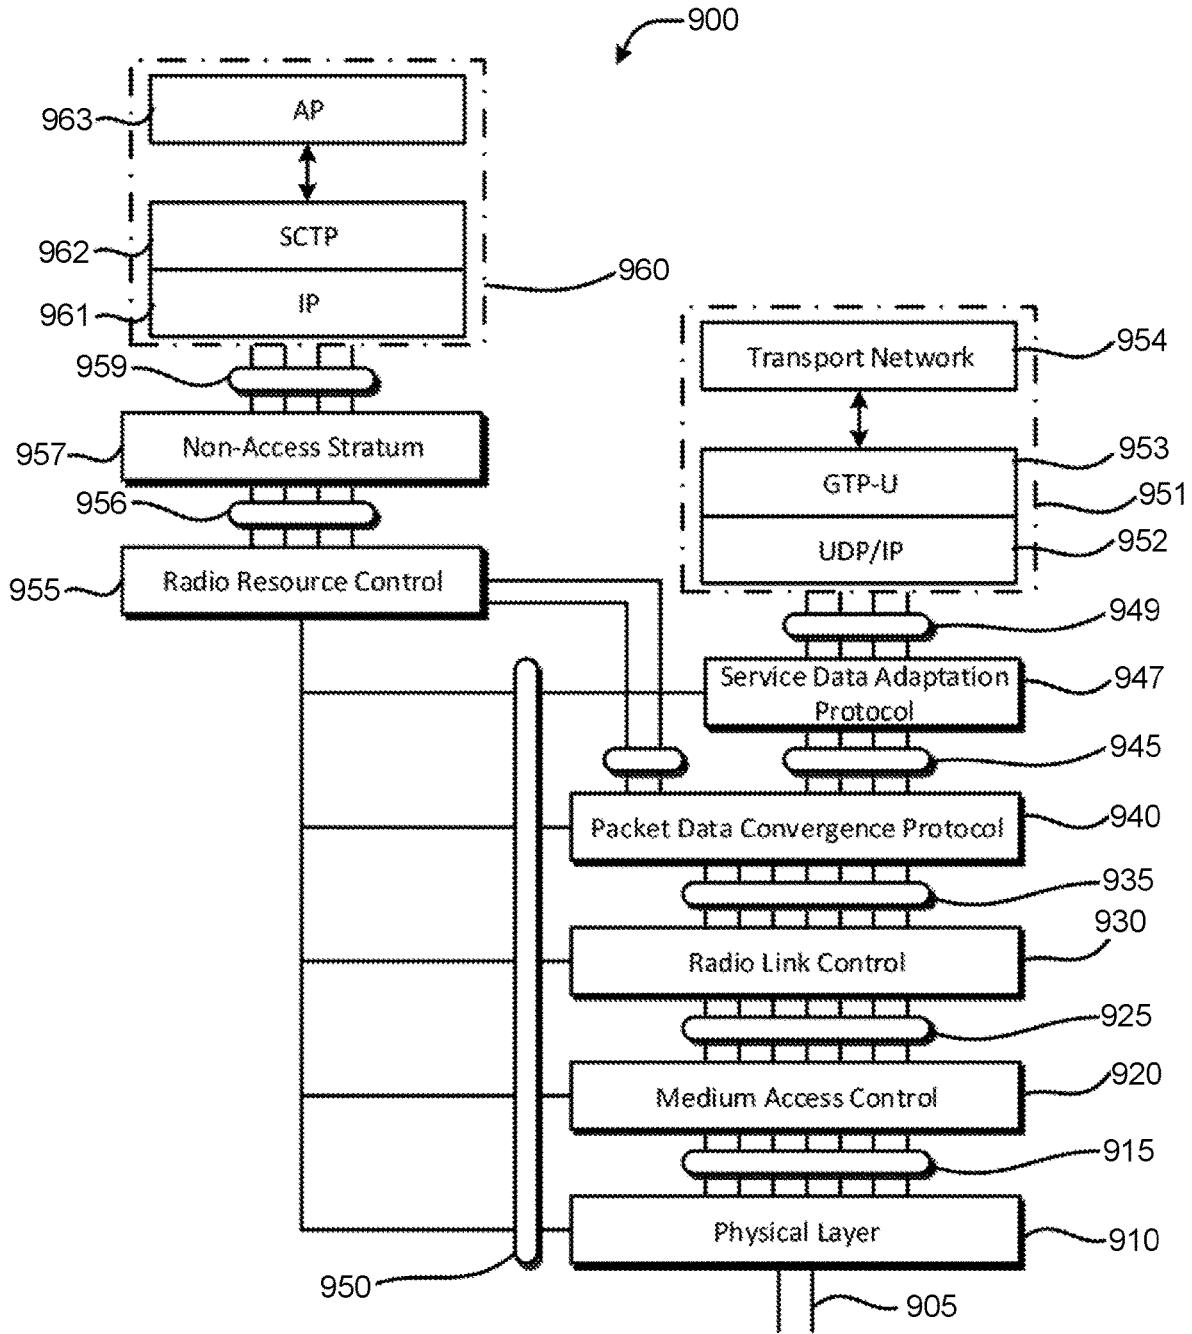 900
AP
963
SCTP
962
960
IP
961
959
Transport Network
954
Non-Access Stratum
957
953
GTP-U
951
956
UDP/IP
952
Radio Resource Control
955
949
Service Data Adaptation
Protocol
947
945
Packet Data Convergence Protocol
940
935
930
Radio Link Control
925
920
Medium Access Control
915
Physical Layer
910
950
905